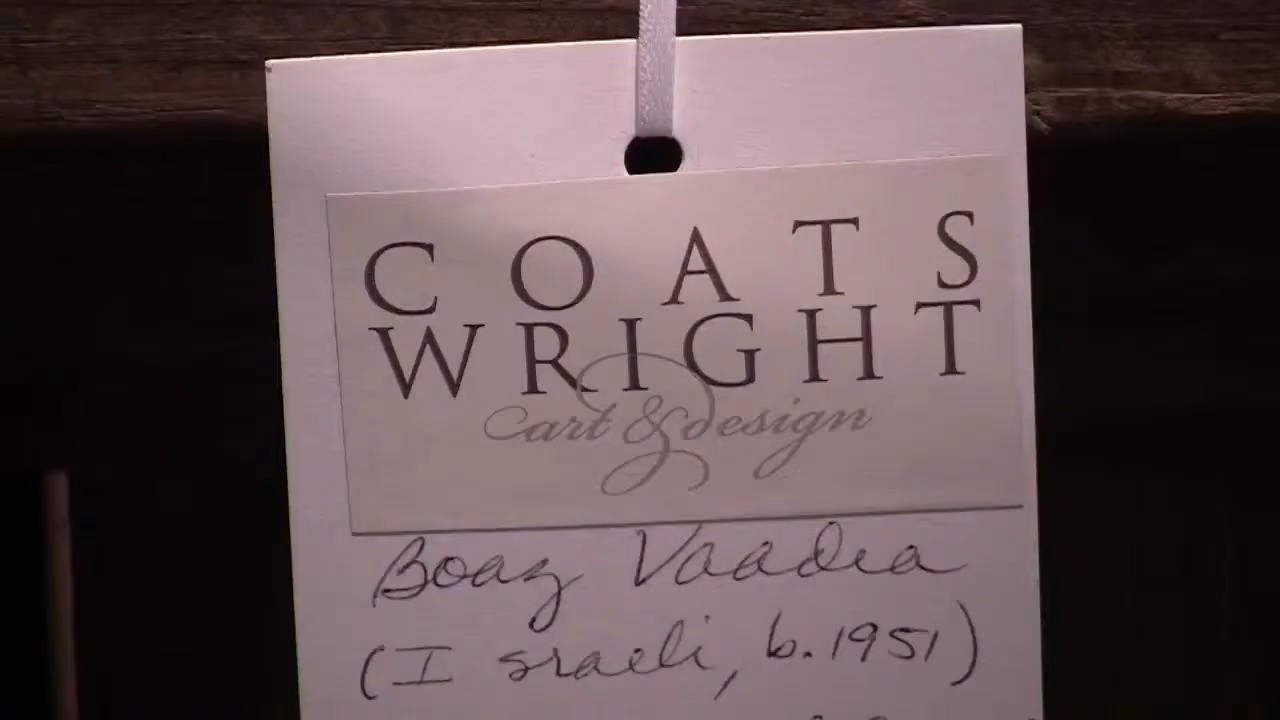 COATS
WRIGHT
art & design
Boaz Vaadia
(Israeli, b. 1951)